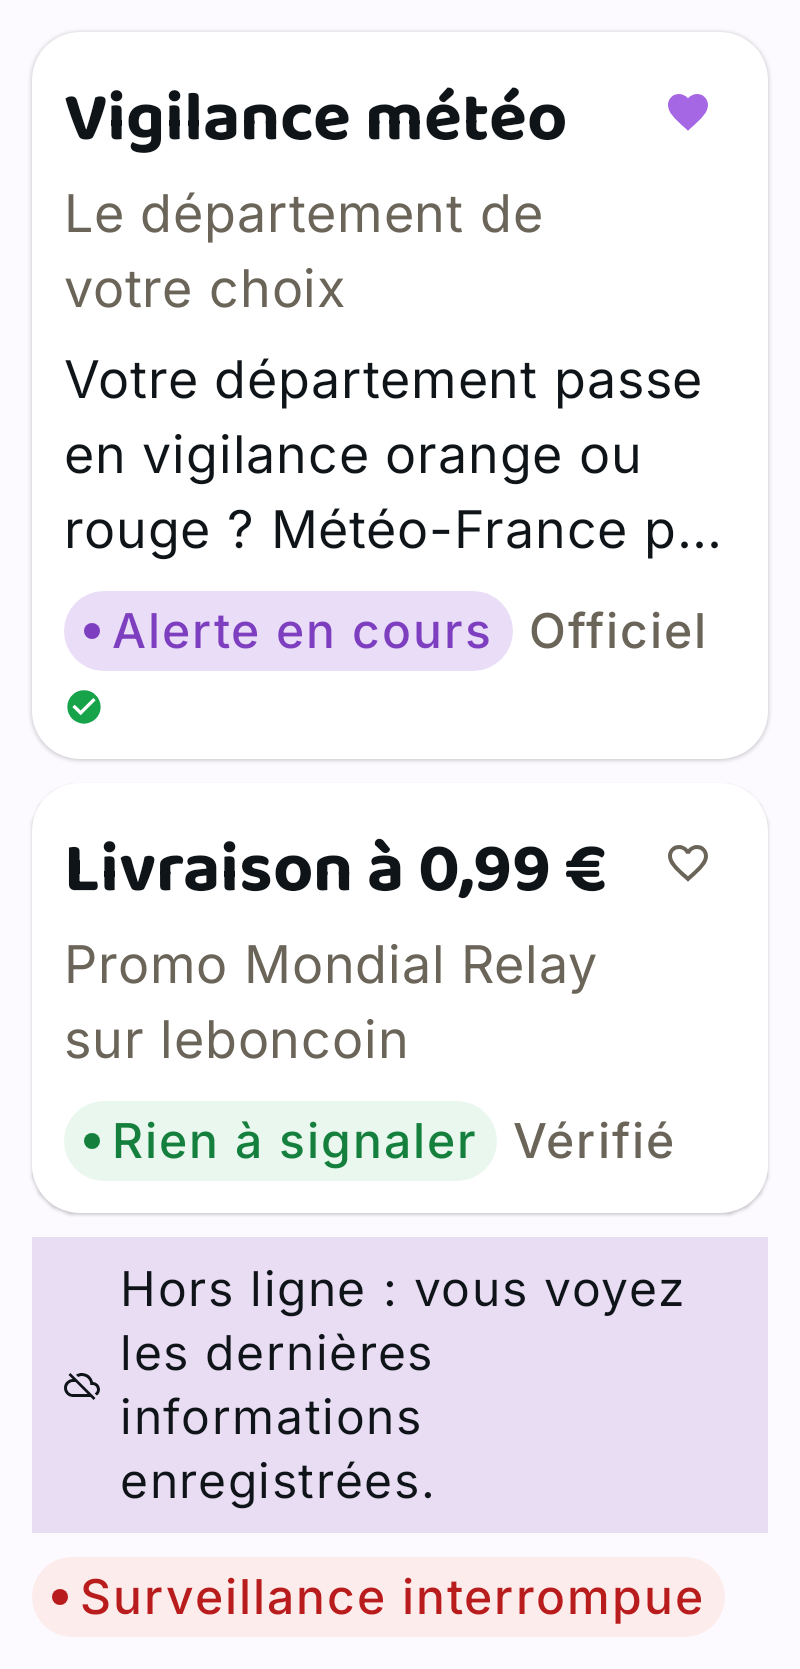 Vigilance météo
Le département de
votre choix
Votre département passe
en vigilance orange ou
rouge ? Météo-France p...
• Alerte en cours Officiel
Livraison à 0,99 €
Promo Mondial Relay
sur leboncoin
• Rien à signaler Vérifié
Hors ligne : vous voyez
les dernières
informations
enregistrées.
• Surveillance interrompue